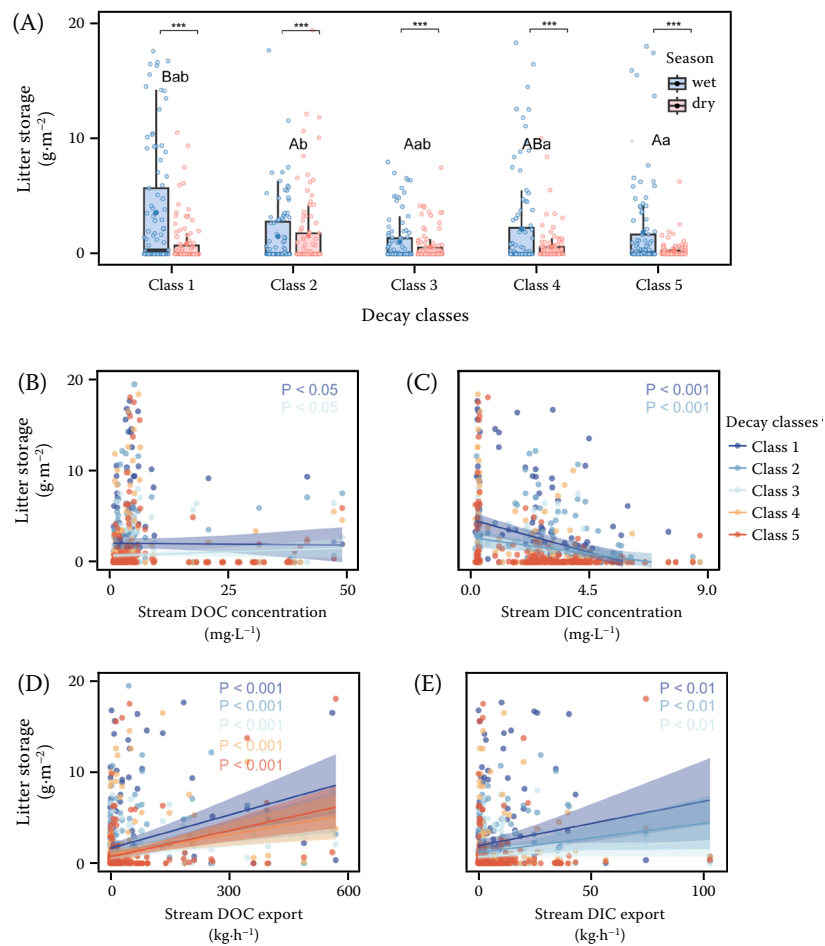 (A)
20
10
0
Litter storage
(g·m⁻²)
*** *** *** *** ***
Bab
Ab
Aab
ABa
Aa
Season
wet
dry
Class 1 Class 2 Class 3 Class 4 Class 5
Decay classes
(B)
20
10
0
Litter storage
(g·m⁻²)
P < 0.05
P < 0.05
0 25 50
Stream DOC concentration
(mg·L⁻¹)
(C)
P < 0.001
P < 0.001
0.0 4.5 9.0
Stream DIC concentration
(mg·L⁻¹)
Decay classes
Class 1
Class 2
Class 3
Class 4
Class 5
(D)
20
10
0
Litter storage
(g·m⁻²)
P < 0.001
P < 0.001
P < 0.001
P < 0.001
P < 0.001
0 300 600
Stream DOC export
(kg·h⁻¹)
(E)
P < 0.01
P < 0.01
P < 0.01
0 50 100
Stream DIC export
(kg·h⁻¹)